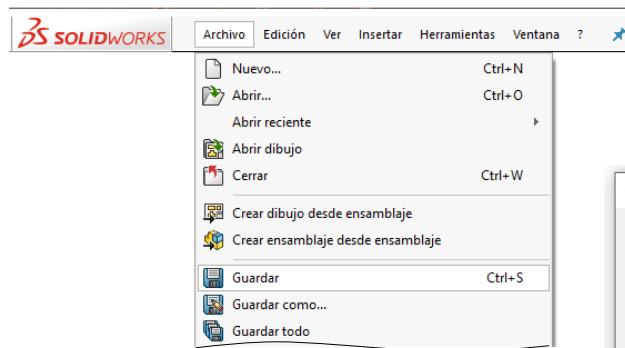 SOLIDWORKS Archivo Edición Ver Insertar Herramientas Ventana ?
Nuevo... Ctrl+N
Abrir... Ctrl+O
Abrir reciente
Abrir dibujo
Cerrar Ctrl+W
Crear dibujo desde ensamblaje
Crear ensamblaje desde ensamblaje
Guardar Ctrl+S
Guardar como...
Guardar todo